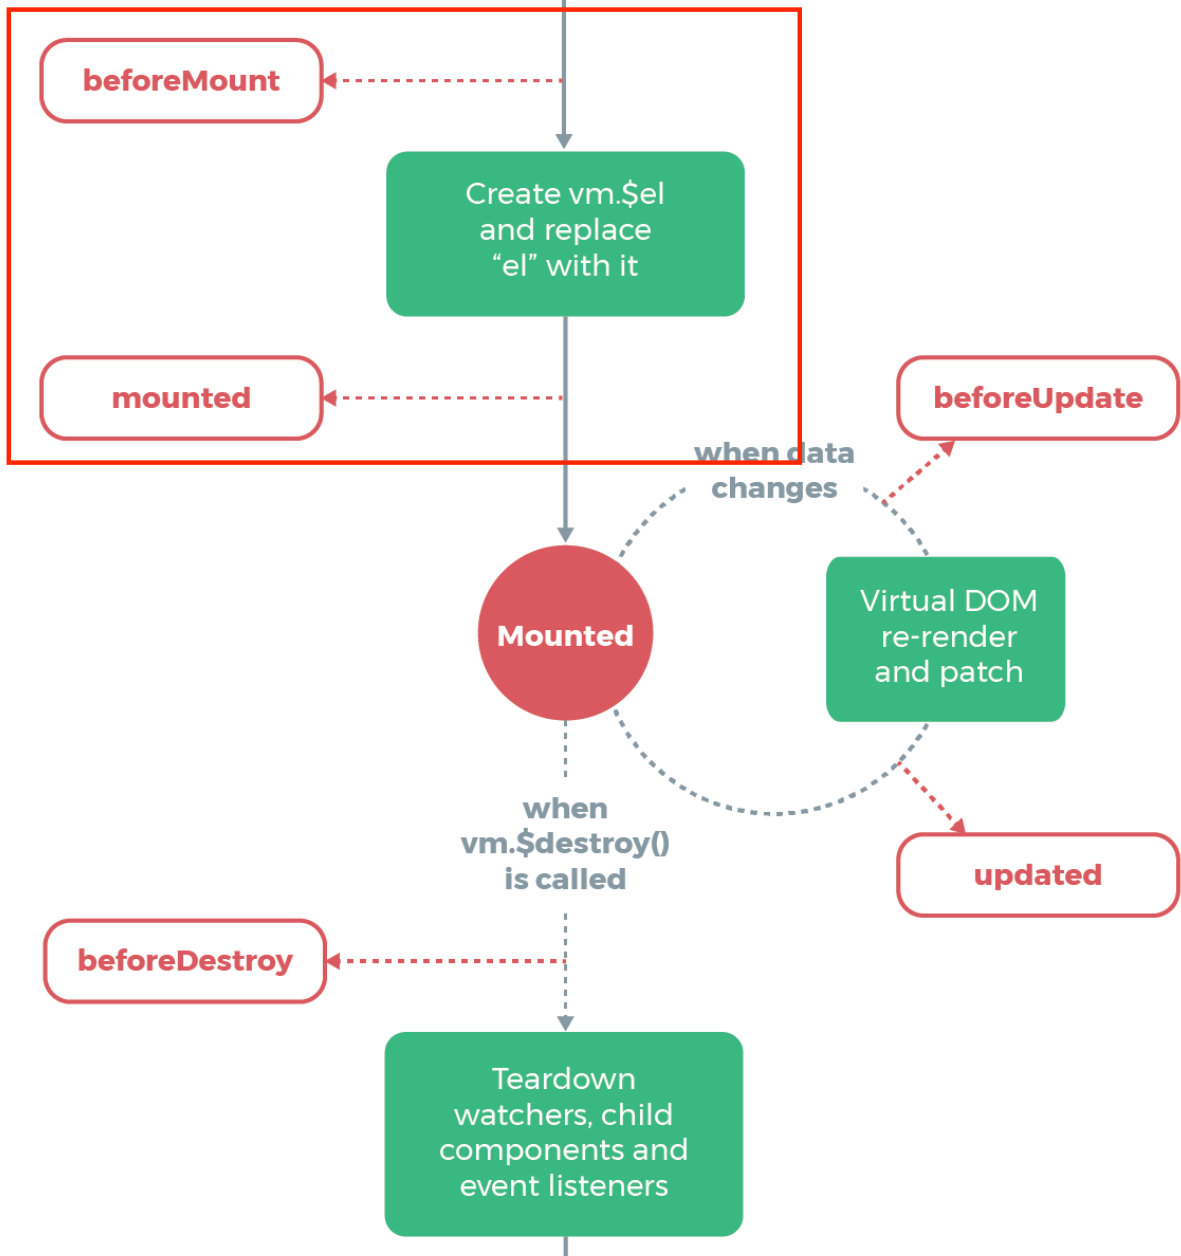 beforeMount
Create vm.$el
and replace
“el” with it
mounted
beforeUpdate
when data
changes
Virtual DOM
re-render
and patch
Mounted
when
vm.$destroy()
is called
updated
beforeDestroy
Teardown
watchers, child
components and
event listeners